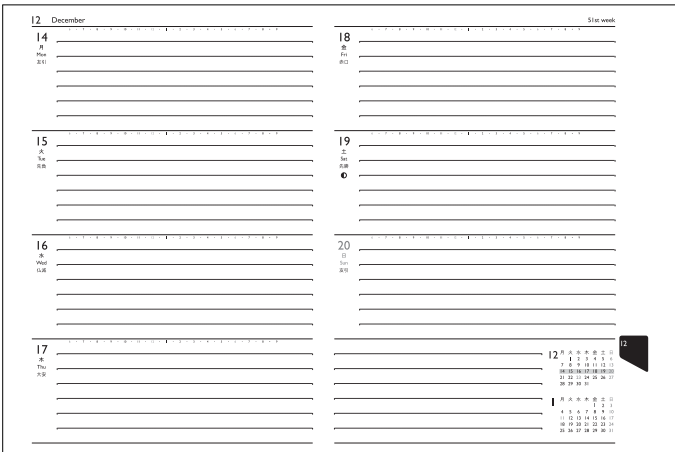 12 December
14
月
Mon
友引
15
火
Tue
先負
16
水
Wed
仏滅
17
木
Thu
大安
51st week
18
金
Fri
赤口
19
土
Sat
先勝
20
日
Sun
友引
12
12
月 火 水 木 金 土 日
1 2 3 4 5 6
7 8 9 10 11 12 13
14 15 16 17 18 19 20
21 22 23 24 25 26 27
28 29 30 31
1
月 火 水 木 金 土 日
1 2 3
4 5 6 7 8 9 10
11 12 13 14 15 16 17
18 19 20 21 22 23 24
25 26 27 28 29 30 31